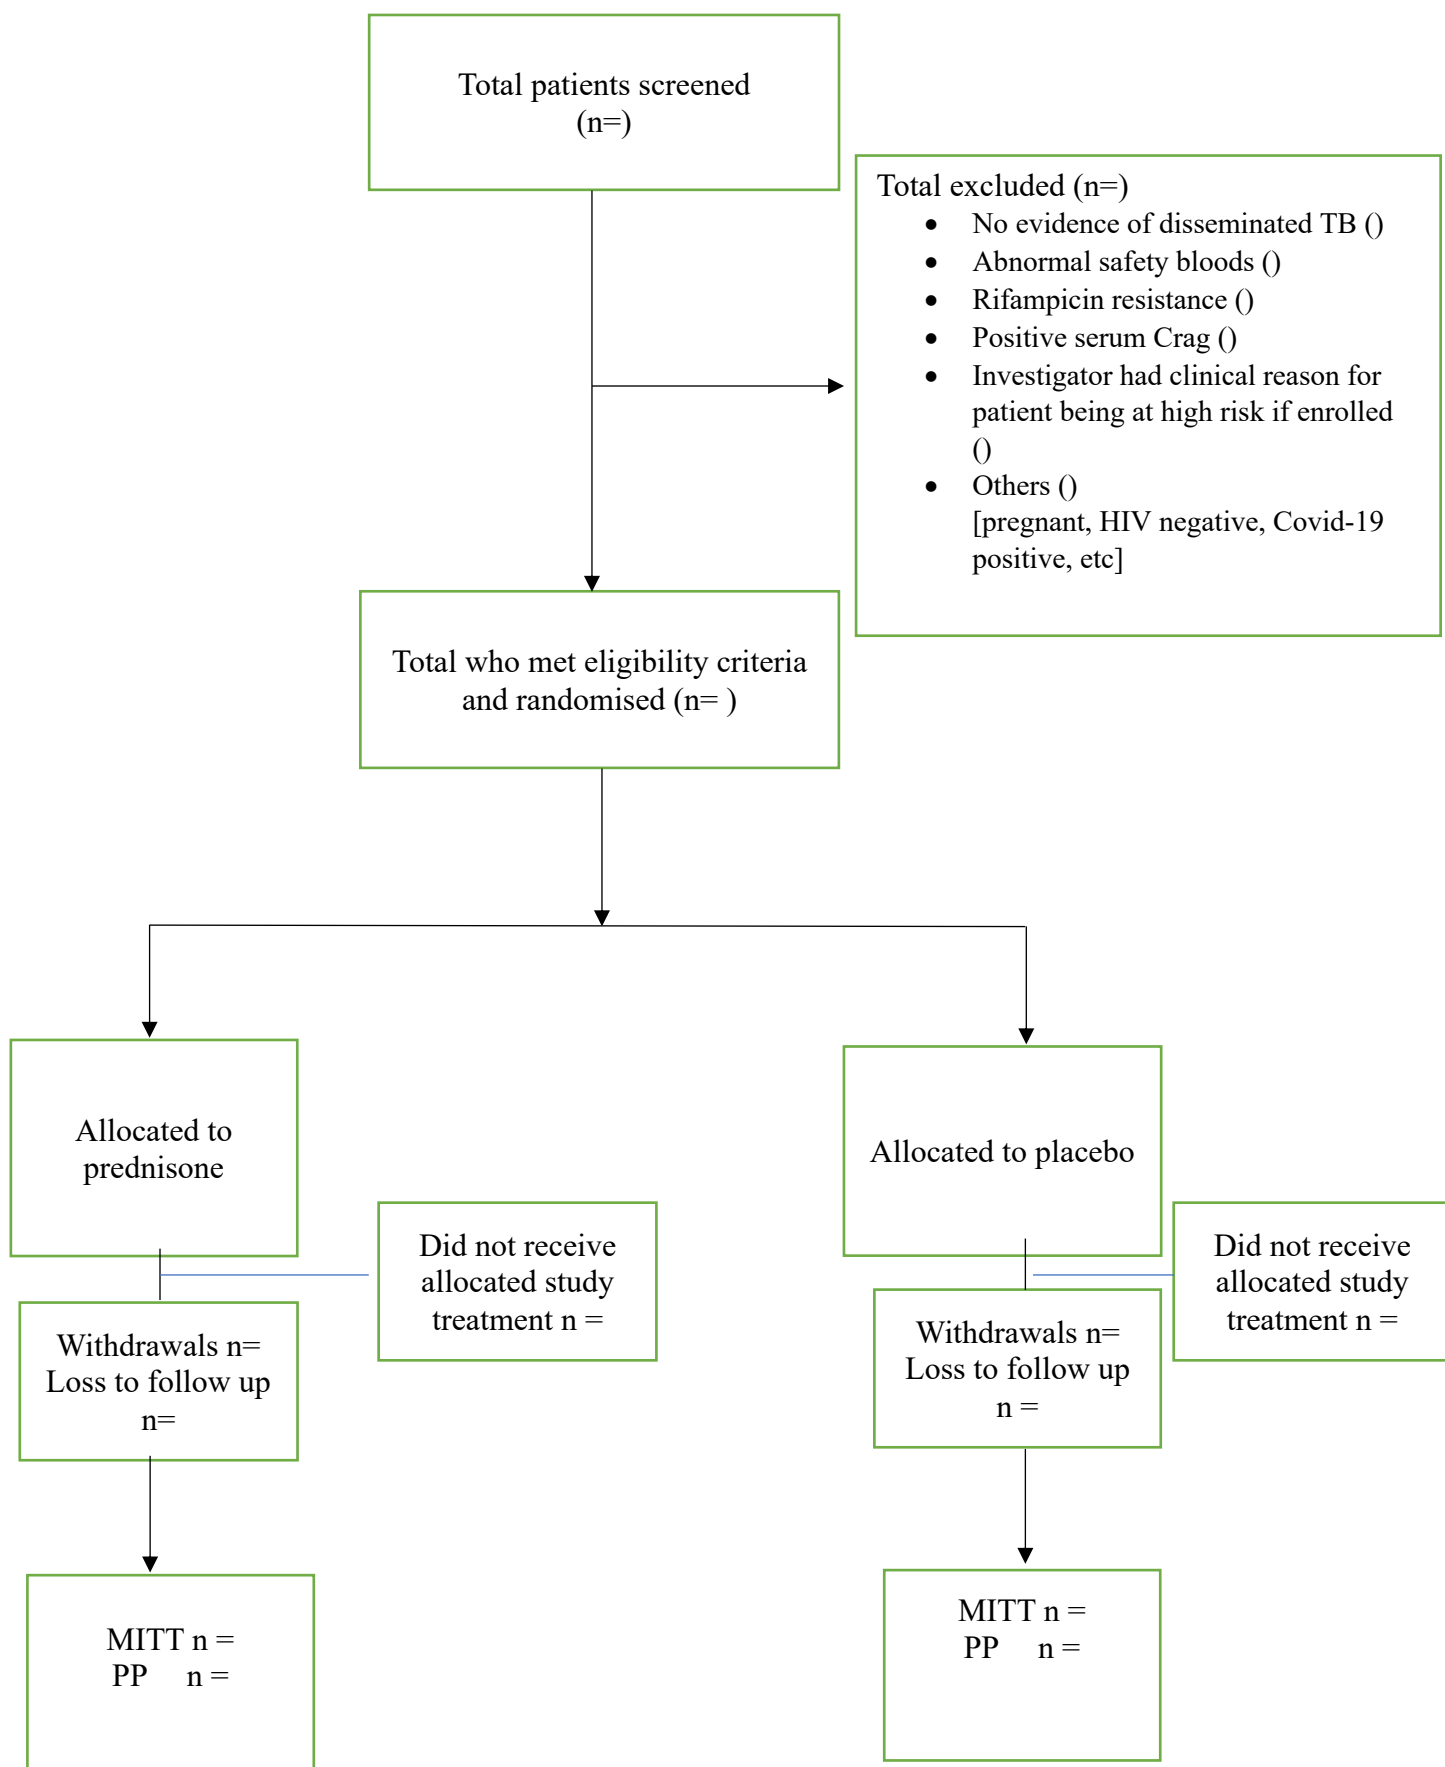 Total patients screened
(n=)
Total excluded (n=)
• No evidence of disseminated TB ()
• Abnormal safety bloods ()
• Rifampicin resistance ()
• Positive serum Crag ()
• Investigator had clinical reason for
patient being at high risk if enrolled
()
• Others ()
[pregnant, HIV negative, Covid-19
positive, etc]
Total who met eligibility criteria
and randomised (n= )
Allocated to
prednisone
Allocated to placebo
Did not receive
allocated study
treatment n =
Did not receive
allocated study
treatment n =
Withdrawals n=
Loss to follow up
n=
Withdrawals n=
Loss to follow up
n =
MITT n =
PP n =
MITT n =
PP n =